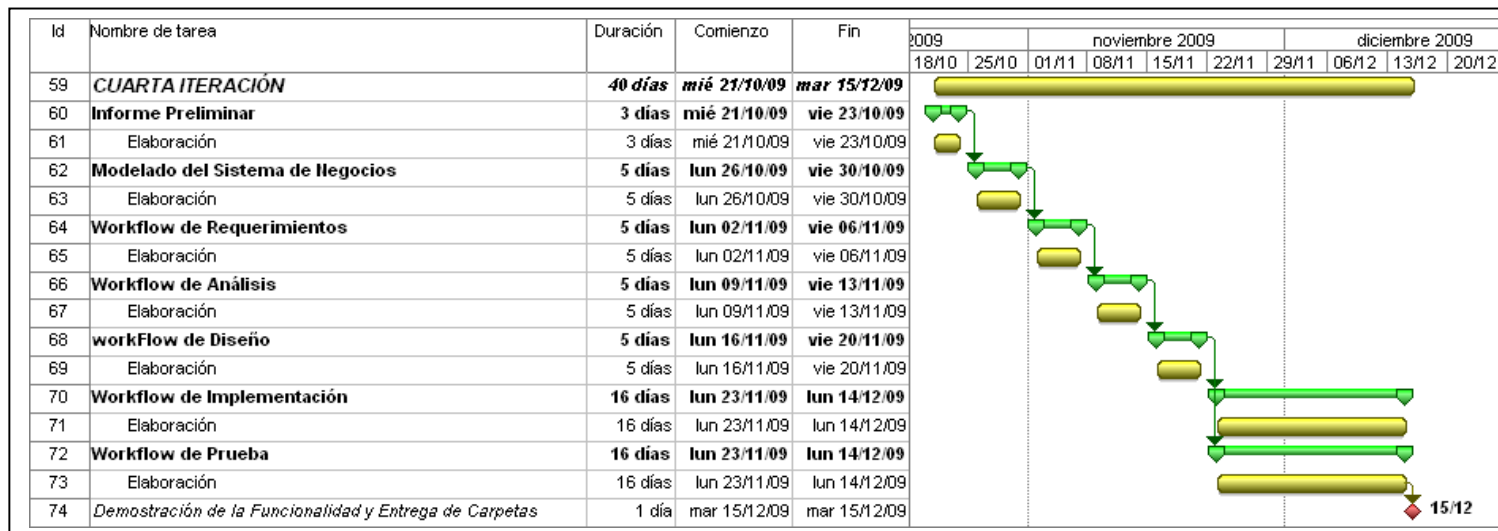 Id Nombre de tarea Duración Comienzo Fin
2009 noviembre 2009 diciembre 2009
18/10 25/10 01/11 08/11 15/11 22/11 29/11 06/12 13/12 20/12
59 CUARTA ITERACIÓN 40 días mié 21/10/09 mar 15/12/09
60 Informe Preliminar 3 días mié 21/10/09 vie 23/10/09
61 Elaboración 3 días mié 21/10/09 vie 23/10/09
62 Modelado del Sistema de Negocios 5 días lun 26/10/09 vie 30/10/09
63 Elaboración 5 días lun 26/10/09 vie 30/10/09
64 Workflow de Requerimientos 5 días lun 02/11/09 vie 06/11/09
65 Elaboración 5 días lun 02/11/09 vie 06/11/09
66 Workflow de Análisis 5 días lun 09/11/09 vie 13/11/09
67 Elaboración 5 días lun 09/11/09 vie 13/11/09
68 workFlow de Diseño 5 días lun 16/11/09 vie 20/11/09
69 Elaboración 5 días lun 16/11/09 vie 20/11/09
70 Workflow de Implementación 16 días lun 23/11/09 lun 14/12/09
71 Elaboración 16 días lun 23/11/09 lun 14/12/09
72 Workflow de Prueba 16 días lun 23/11/09 lun 14/12/09
73 Elaboración 16 días lun 23/11/09 lun 14/12/09
74 Demostración de la Funcionalidad y Entrega de Carpetas 1 día mar 15/12/09 mar 15/12/09 15/12